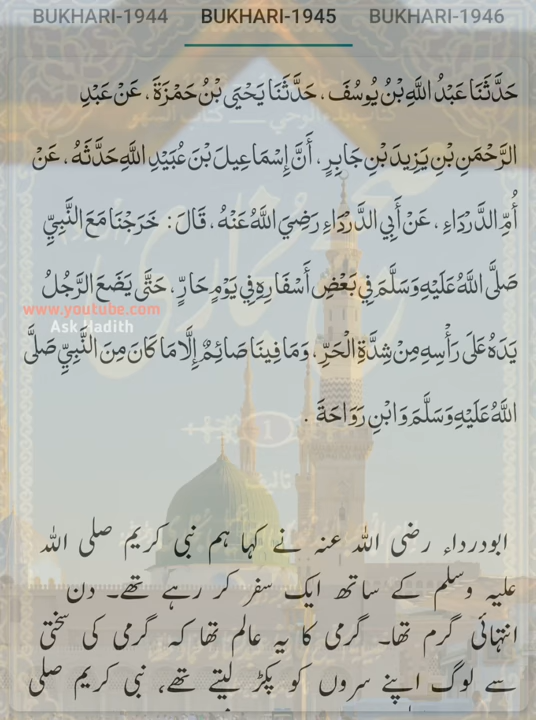 BUKHARI-1944 BUKHARI-1945 BUKHARI-1946
حَدَّثَنَا عَبْدُ اللَّهِ بْنُ يُوسُفَ ، حَدَّثَنَا يَحْيَى بْنُ حَمْزَةَ ، عَنْ عَبْدِ
الرَّحْمَنِ بْنِ يَزِيدَ بْنِ جَابِرٍ ، أَنَّ إِسْمَاعِيلَ بْنَ عُبَيْدِ اللَّهِ حَدَّثَهُ ، عَنْ
أُمِّ الدَّرْدَاءِ ، عَنْ أَبِي الدَّرْدَاءِ رَضِيَ اللَّهُ عَنْهُ ، قَالَ : خَرَجْنَا مَعَ النَّبِيِّ
صَلَّى اللَّهُ عَلَيْهِ وَسَلَّمَ فِي بَعْضِ أَسْفَارِهِ فِي يَوْمٍ حَارٍّ ، حَتَّى يَضَعَ الرَّجُلُ
www.youtube.com
Ask Hadith
يَدَهُ عَلَى رَأْسِهِ مِنْ شِدَّةِ الْحَرِّ ، وَمَا فِينَا صَائِمٌ إِلَّا مَا كَانَ مِنَ النَّبِيِّ صَلَّى
اللَّهُ عَلَيْهِ وَسَلَّمَ وَابْنِ رَوَاحَةَ .
ابودرداء رضی اللہ عنہ نے کہا ہم نبی کریم صلی اللہ
علیہ وسلم کے ساتھ ایک سفر کر رہے تھے۔ دن
انتہائی گرم تھا۔ گرمی کا یہ عالم تھا کہ گرمی کی سختی
سے لوگ اپنے سروں کو پکڑ لیتے تھے، نبی کریم صلی